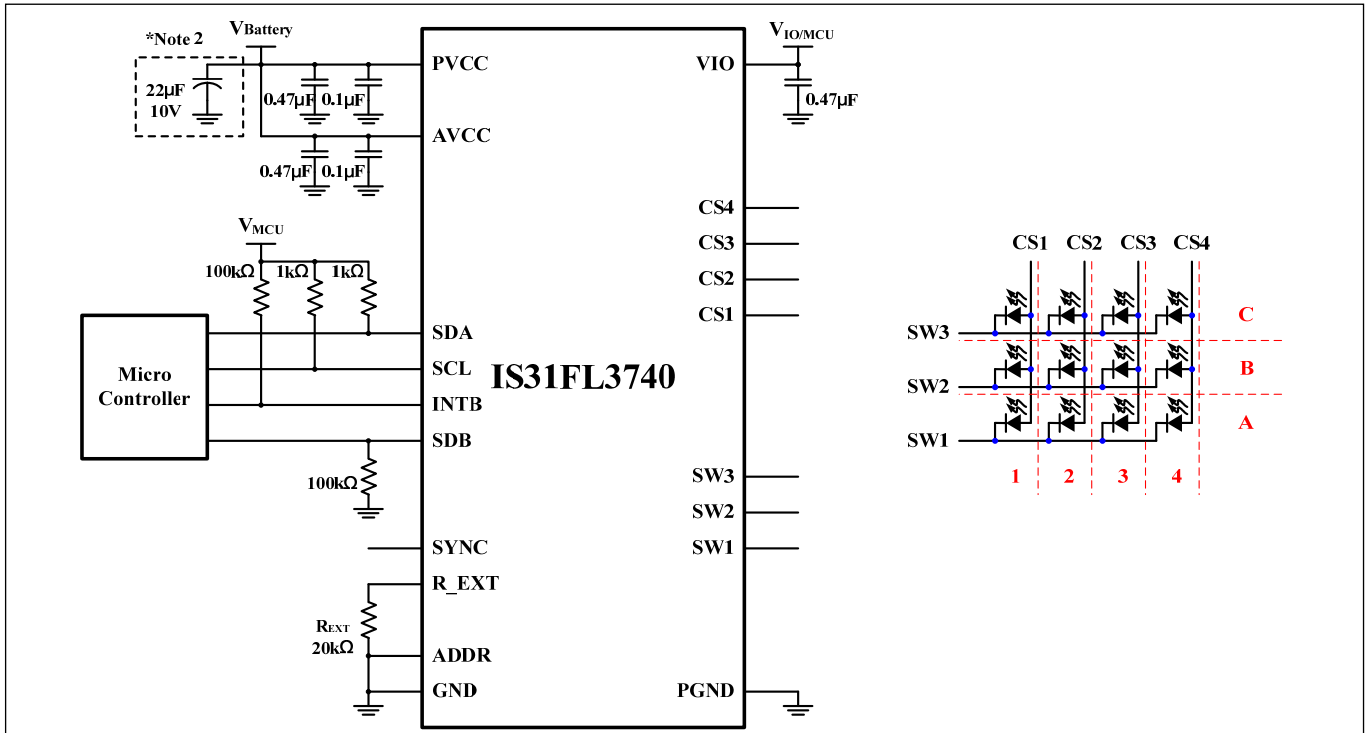 *Note 2
VBattery
22µF
10V
0.47µF
0.1µF
0.47µF
0.1µF
VMCU
100kΩ
1kΩ
1kΩ
Micro
Controller
100kΩ
REXT
20kΩ
PVCC
AVCC
SDA
SCL
INTB
SDB
SYNC
R_EXT
ADDR
GND
IS31FL3740
VIO
CS4
CS3
CS2
CS1
SW3
SW2
SW1
PGND
VIO/MCU
0.47µF
CS1 CS2 CS3 CS4
SW3
C
SW2
B
SW1
A
1 2 3 4